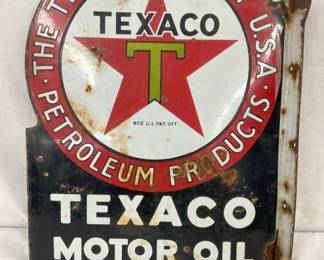 THE T U.S.A.
TEXACO
T
REG. U.S. PAT. OFF.
PETROLEUM PRODUCTS
TEXACO
MOTOR OIL